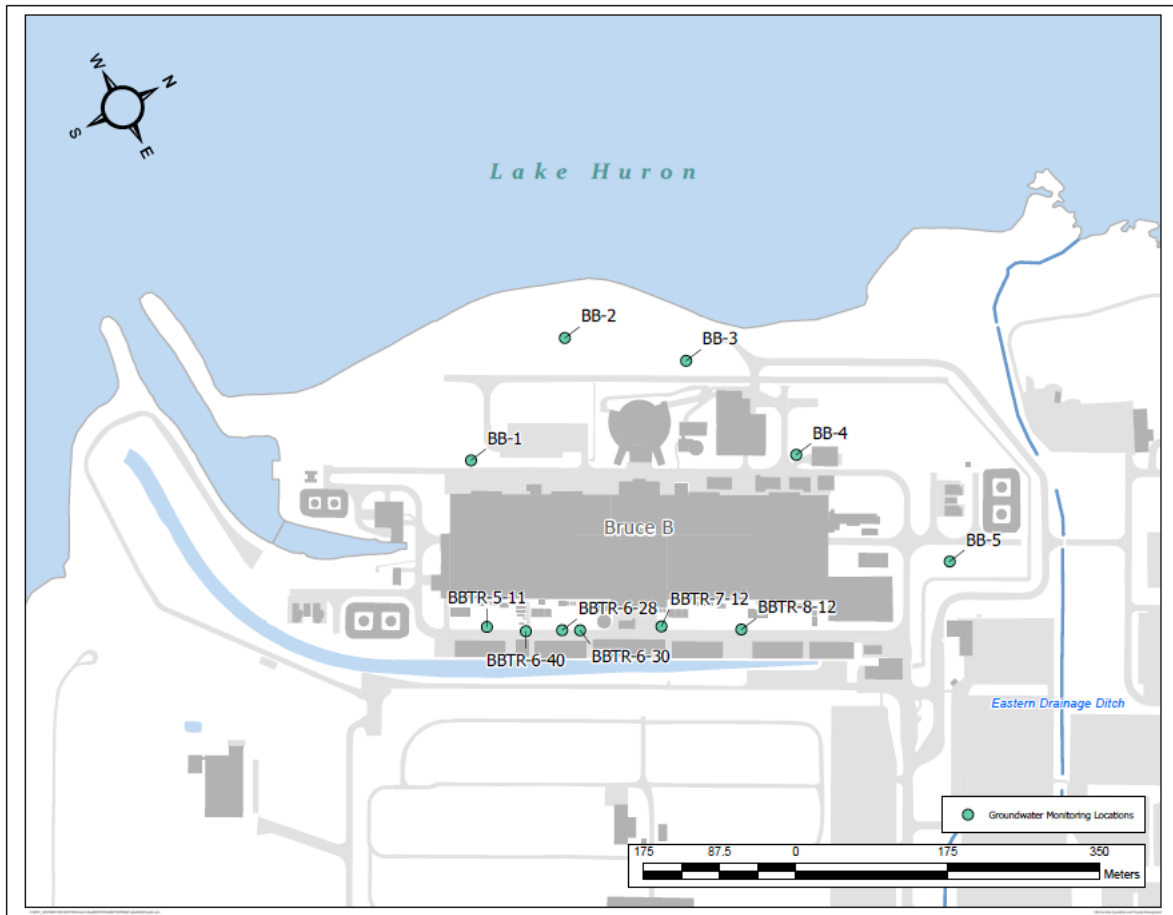 W
N
S
E
Lake Huron
BB-2
BB-3
BB-1
BB-4
Bruce B
BB-5
BBTR-5-11
BBTR-6-28
BBTR-7-12
BBTR-8-12
BBTR-6-40
BBTR-6-30
Eastern Drainage Ditch
Groundwater Monitoring Locations
175 87.5 0 175 350
Meters